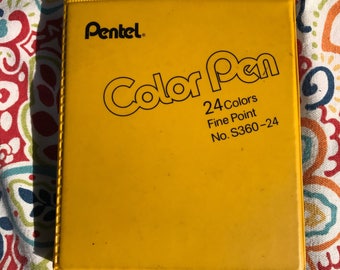 Pentel®
Color Pen
24 Colors
Fine Point
No. S360-24